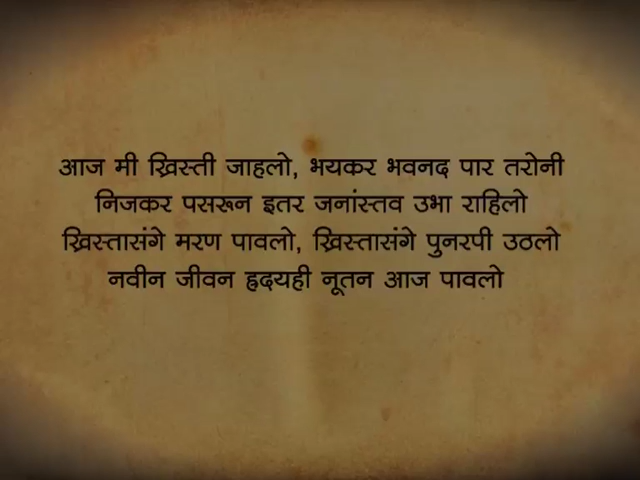 आज मी ख्रिस्ती जाहलो, भयकर भवनद पार तरोनी
निजकर पसरून इतर जनांस्तव उभा राहिलो
ख्रिस्तासंगे मरण पावलो, ख्रिस्तासंगे पुनरपी उठलो
नवीन जीवन ह्रदयही नूतन आज पावलो